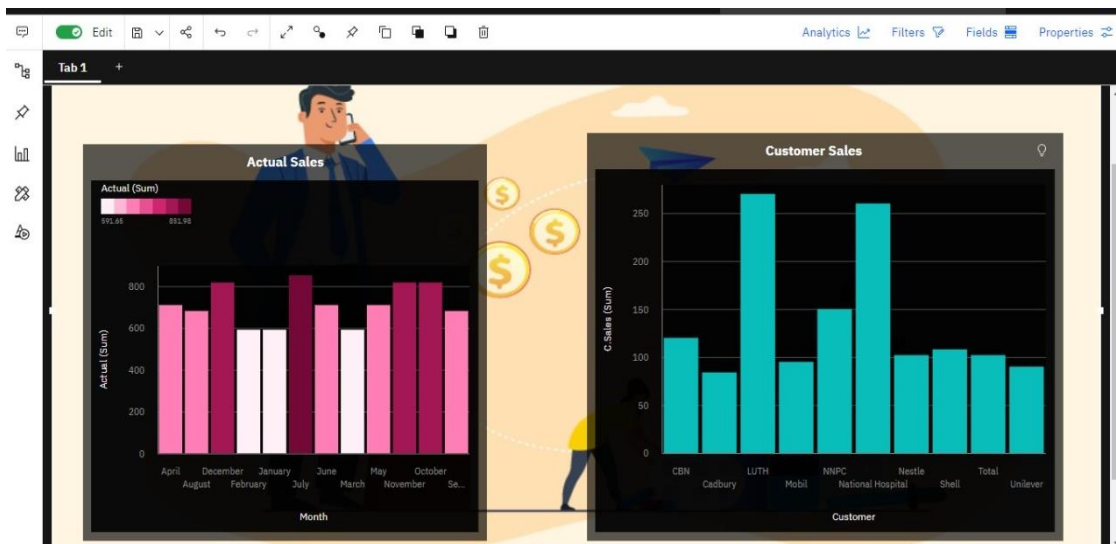 Edit
Analytics
Filters
Fields
Properties
Tab 1
+
Actual Sales
Actual (Sum)
591.65
851.98
800
600
400
200
0
Actual (Sum)
April
December
January
June
May
October
August
February
July
March
November
Se...
Month
Customer Sales
250
200
150
100
50
0
C.Sales (Sum)
CBN
LUTH
NNPC
Nestle
Total
Cadbury
Mobil
National Hospital
Shell
Unilever
Customer